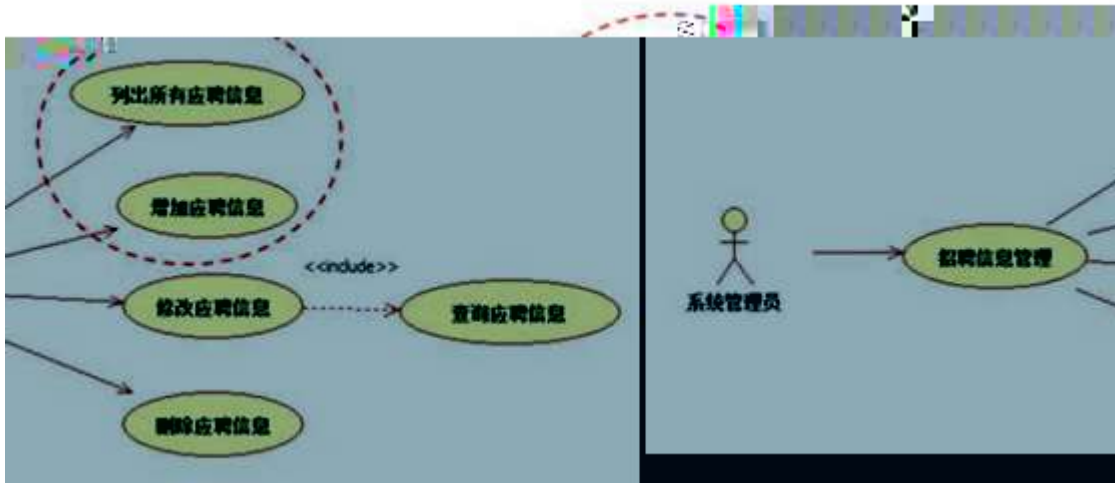 列出所有应聘信息
增加应聘信息
<<include>>
修改应聘信息
查询应聘信息
删除应聘信息
系统管理员
招聘信息管理